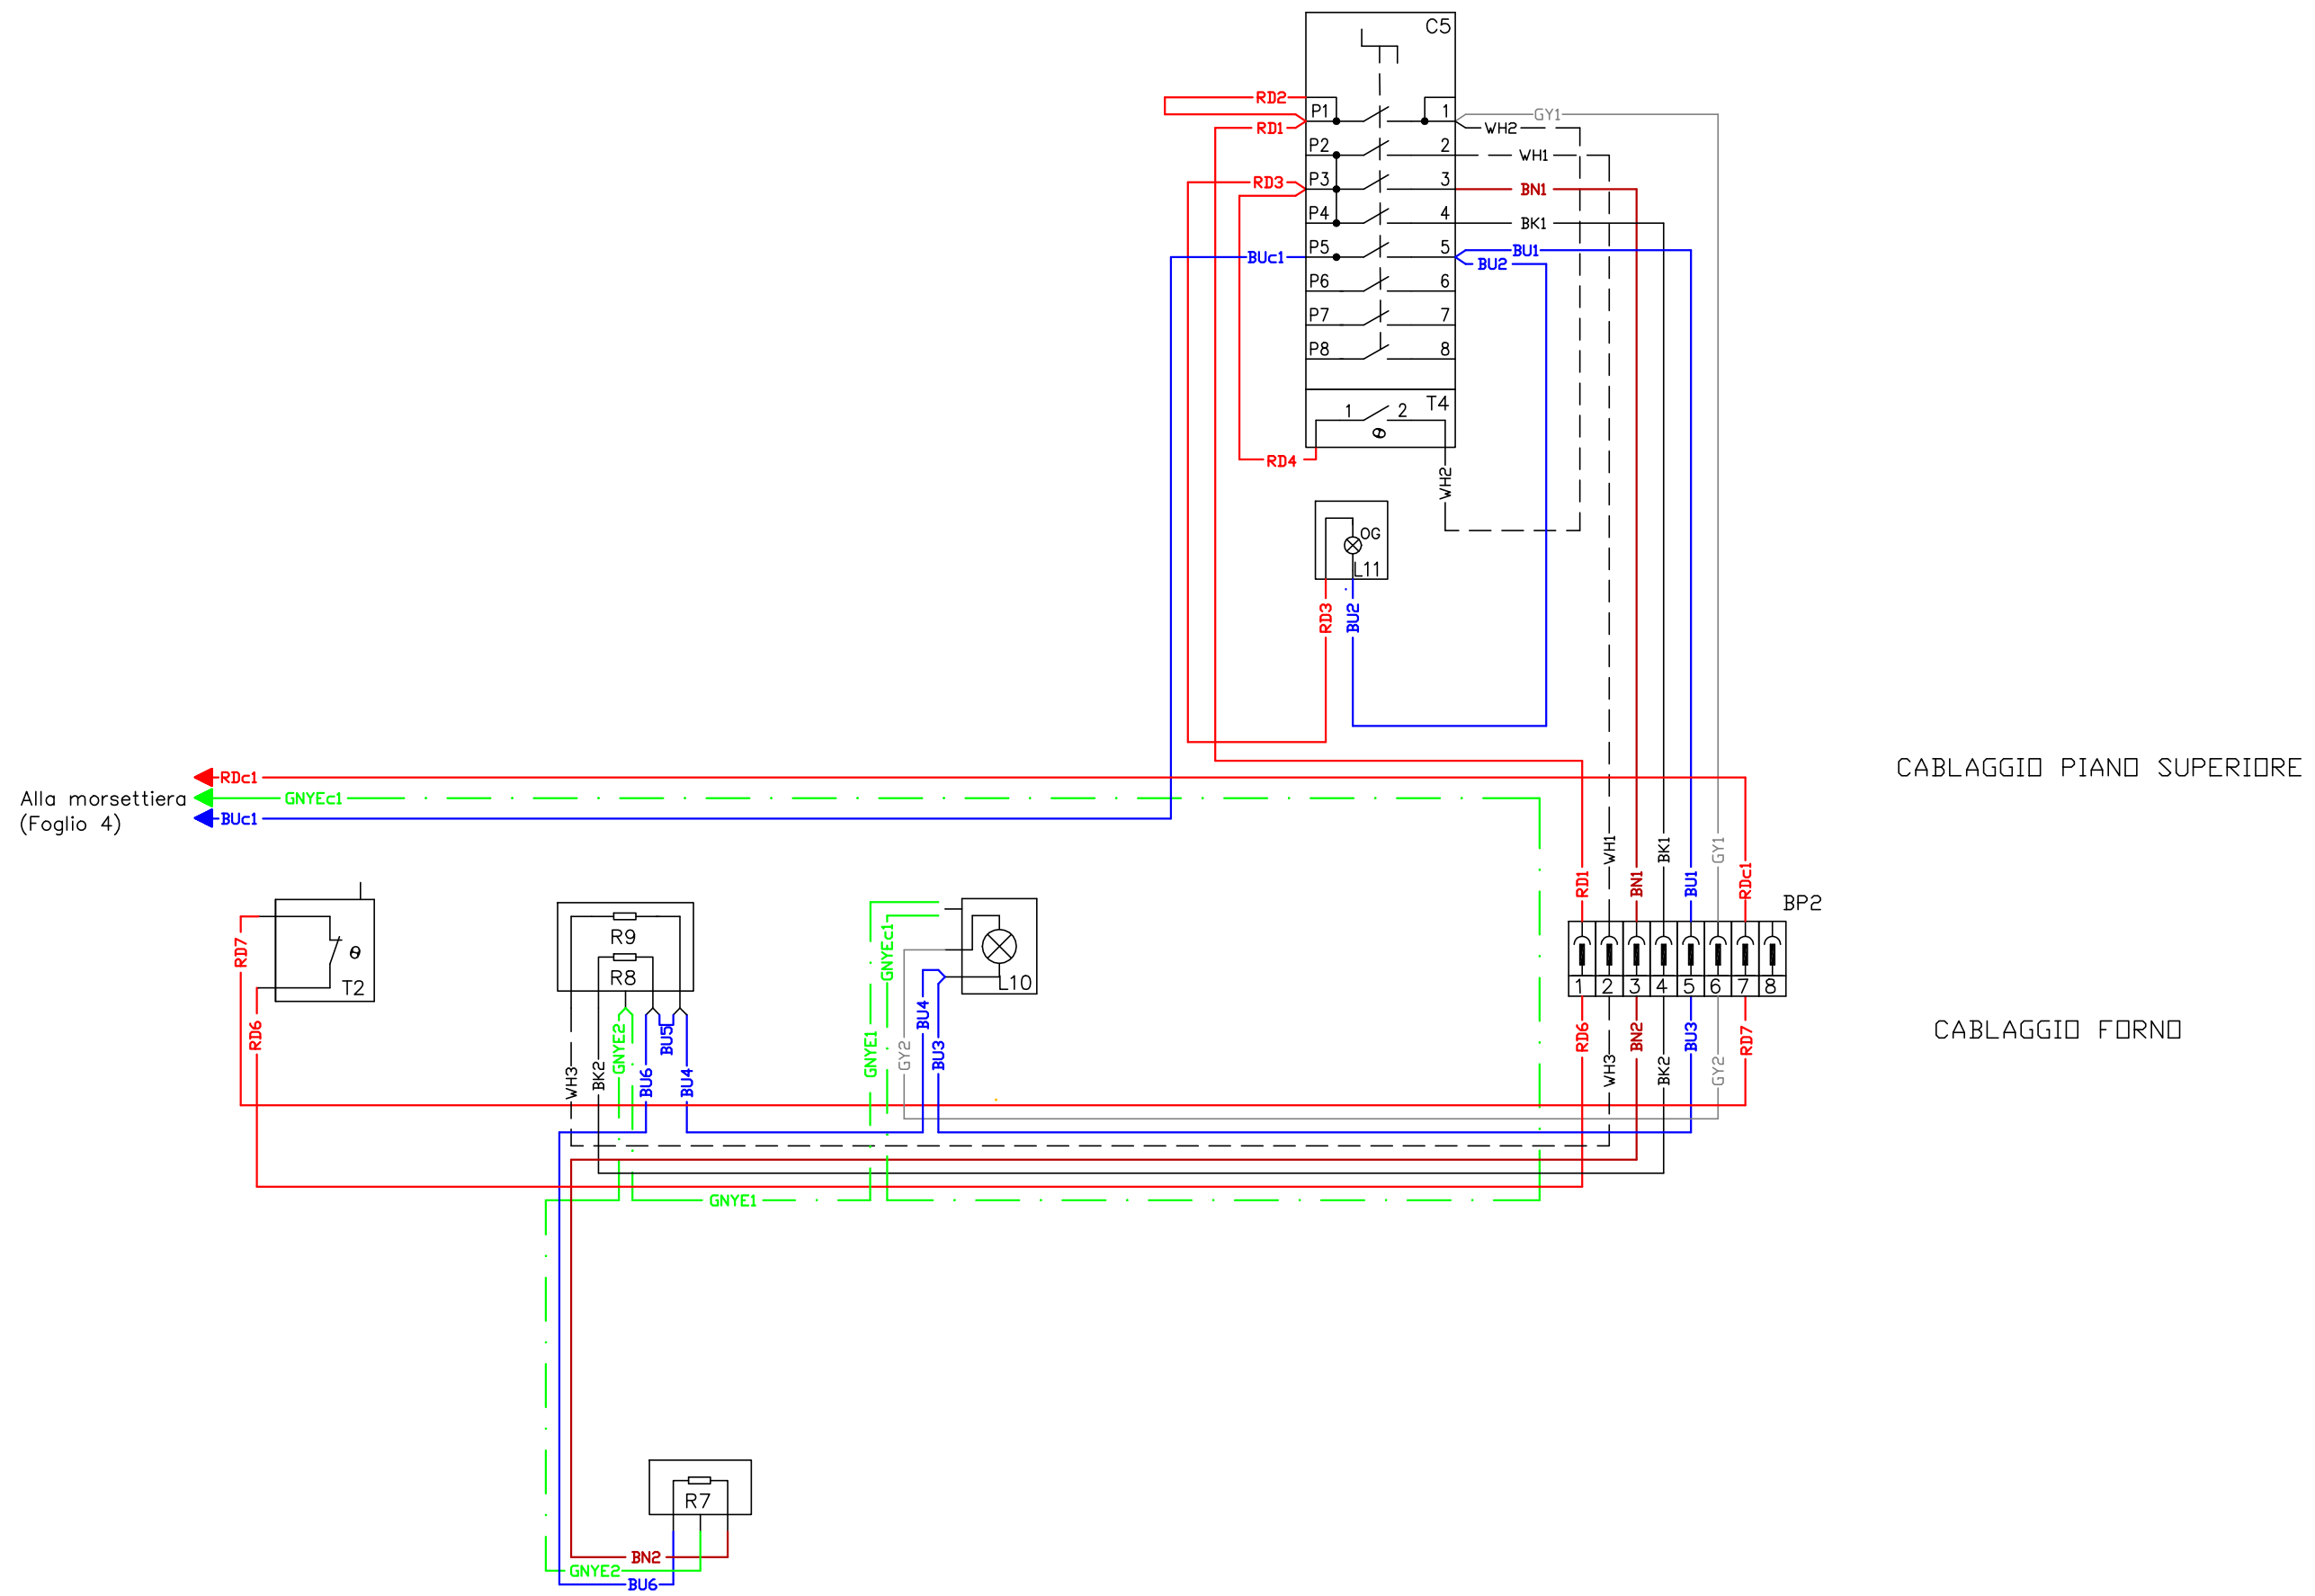 C5
RD2
P1 1 GY1
RD1 WH2
P2 2 WH1
RD3 P3 3 BN1
P4 4 BK1
BUc1 P5 5 BU1
BU2
P6 6
P7 7
P8 8
1 2 T4
θ
RD4
WH2
OG
L11
RD3 BU2
CABLAGGIO PIANO SUPERIORE
RDc1
Alla morsettiera GNYEc1
(Foglio 4) BUc1
RD1 WH1 BN1 BK1 BU1 GY1 RDc1
BP2
1 2 3 4 5 6 7 8
CABLAGGIO FORNO
RD6 WH3 BN2 BK2 BU3 GY2 RD7
RD7 θ
T2
RD6
R9
R8
WH3 BK2 GNYE2 BU6 BU5 BU4
GNYEc1
L10
GNYE1 GY2 BU4 BU3
GNYE1
R7
BN2
GNYE2
BU6